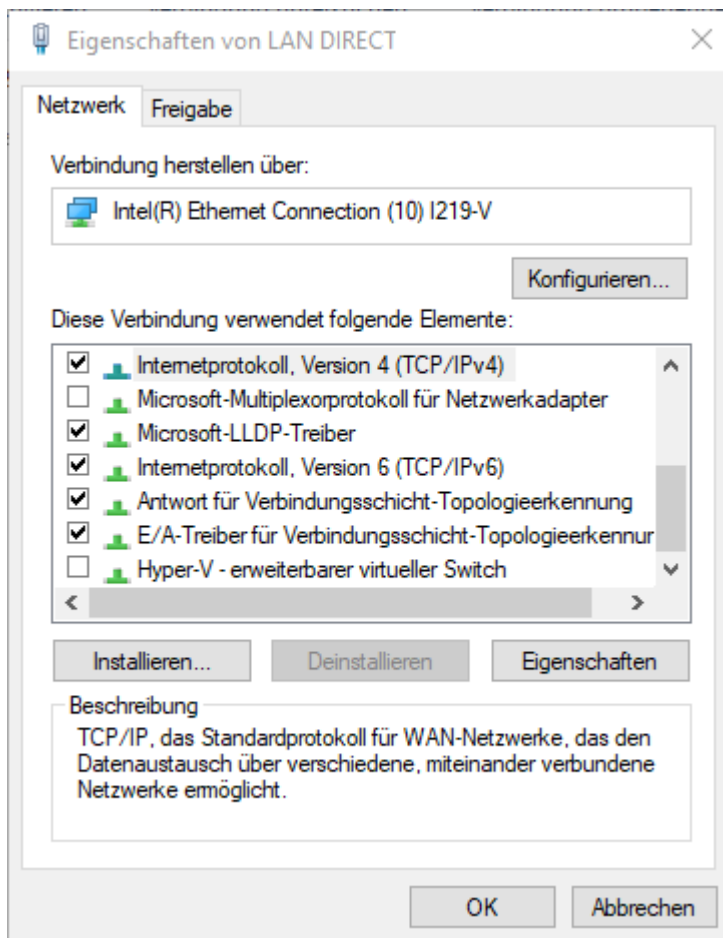 Eigenschaften von LAN DIRECT
Netzwerk
Freigabe
Verbindung herstellen über:
Intel(R) Ethernet Connection (10) I219-V
Konfigurieren...
Diese Verbindung verwendet folgende Elemente:
Internetprotokoll, Version 4 (TCP/IPv4)
Microsoft-Multiplexorprotokoll für Netzwerkadapter
Microsoft-LLDP-Treiber
Internetprotokoll, Version 6 (TCP/IPv6)
Antwort für Verbindungsschicht-Topologieerkennung
E/A-Treiber für Verbindungsschicht-Topologieerkennur
Hyper-V - erweiterbarer virtueller Switch
Installieren...
Deinstallieren
Eigenschaften
Beschreibung
TCP/IP, das Standardprotokoll für WAN-Netzwerke, das den
Datenaustausch über verschiedene, miteinander verbundene
Netzwerke ermöglicht.
OK
Abbrechen